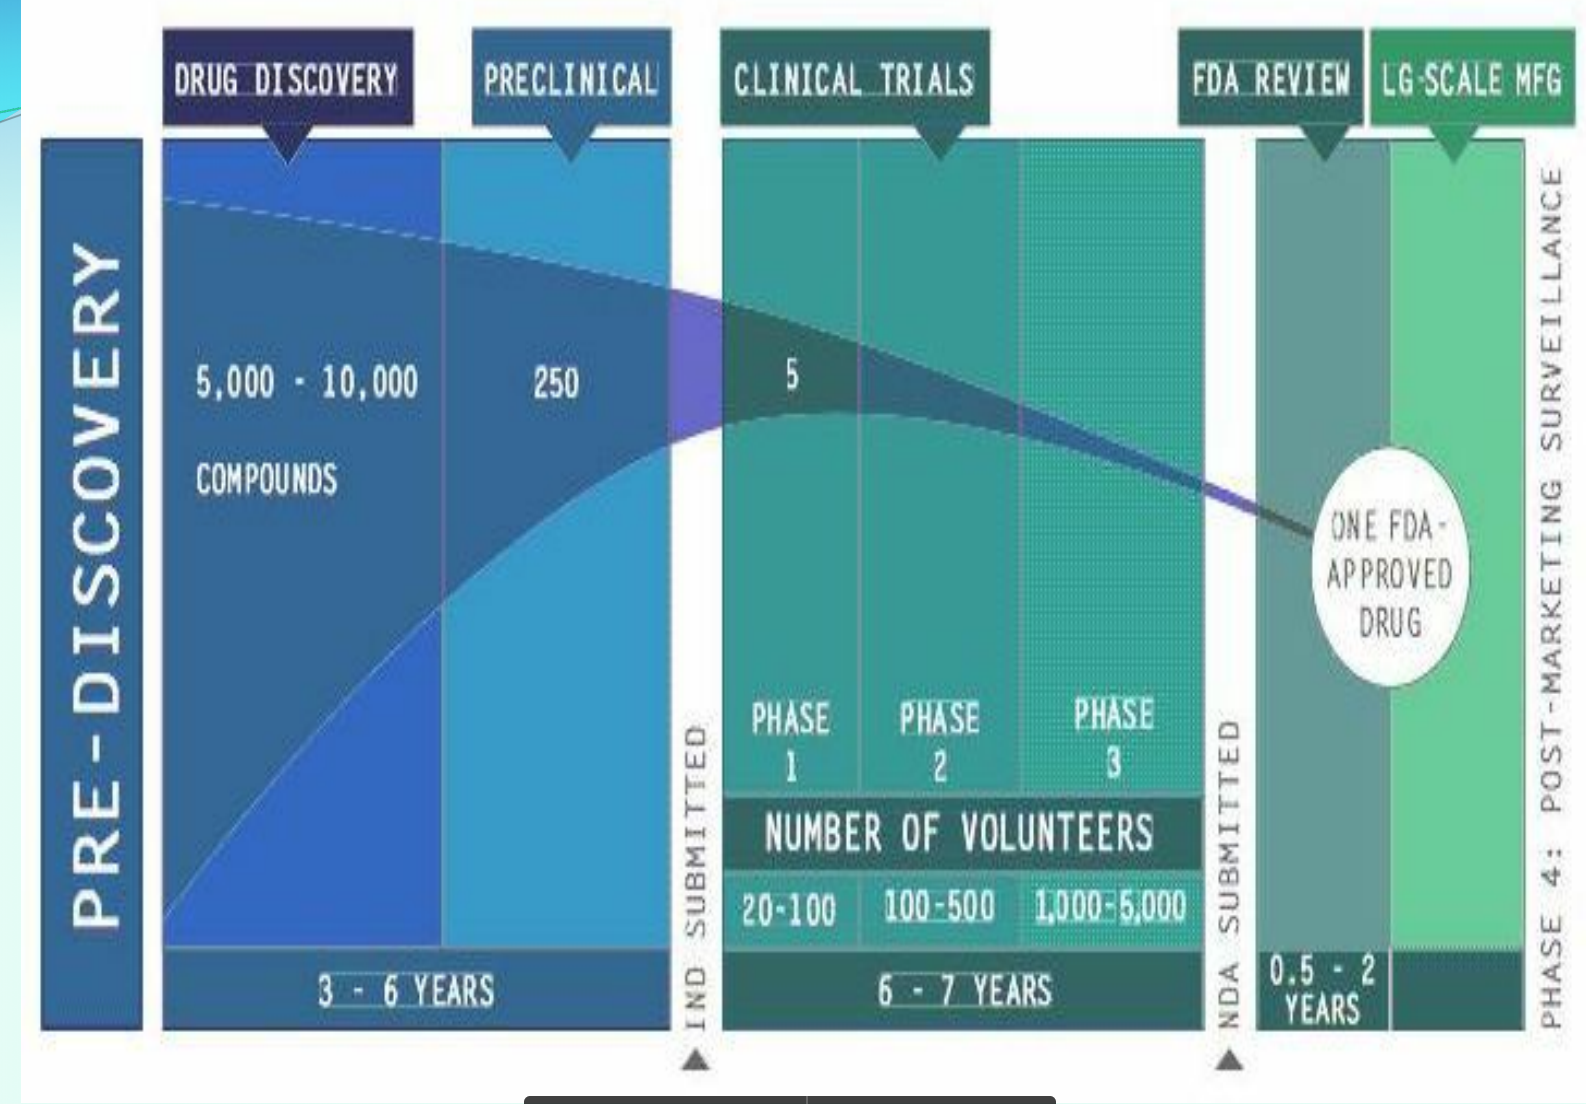 DRUG DISCOVERY
PRECLINICAL
CLINICAL TRIALS
FDA REVIEW
LG-SCALE MFG
PRE-DISCOVERY
5,000 - 10,000
COMPOUNDS
250
5
ONE FDA-
APPROVED
DRUG
PHASE
1
PHASE
2
PHASE
3
NUMBER OF VOLUNTEERS
20-100
100-500
1,000-5,000
3 - 6 YEARS
IND SUBMITTED
6 - 7 YEARS
NDA SUBMITTED
0.5 - 2
YEARS
PHASE 4: POST-MARKETING SURVEILLANCE